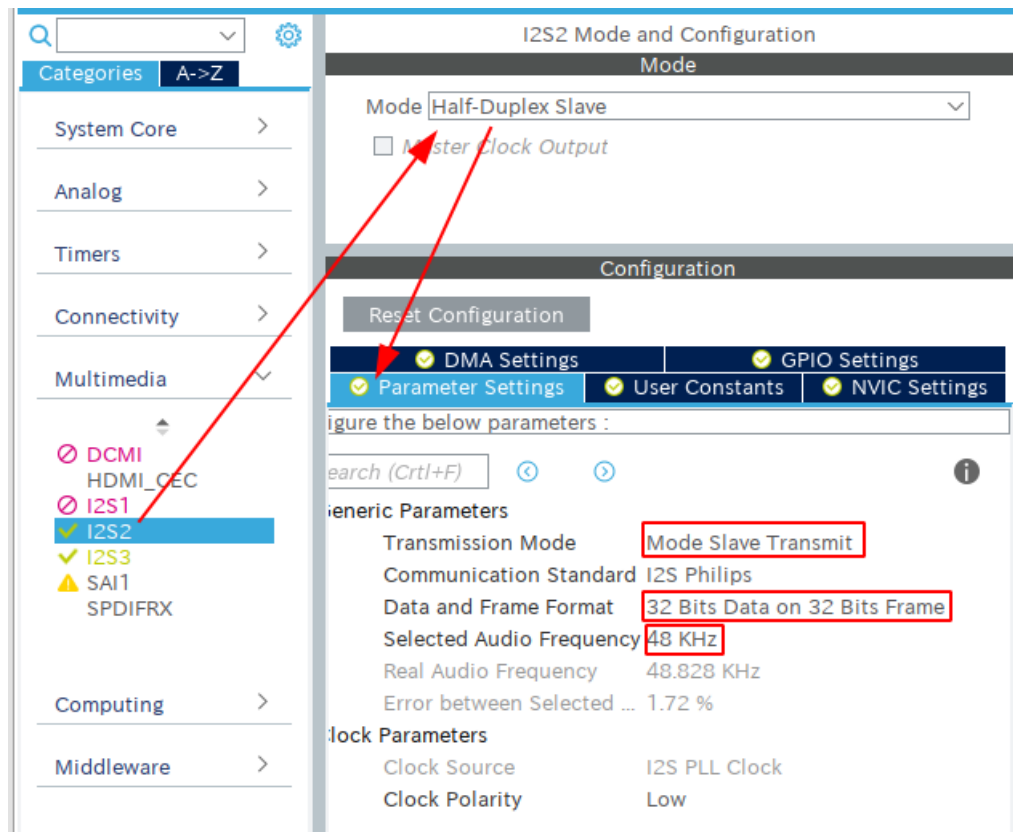 I2S2 Mode and Configuration
Categories A->Z
System Core
Analog
Timers
Connectivity
Multimedia
DCMI
HDMI_CEC
I2S1
I2S2
I2S3
SAI1
SPDIFRX
Computing
Middleware
Mode
Mode Half-Duplex Slave
Master Clock Output
Configuration
Reset Configuration
DMA Settings GPIO Settings
Parameter Settings User Constants NVIC Settings
igure the below parameters :
earch (Crtl+F)
eneric Parameters
Transmission Mode Mode Slave Transmit
Communication Standard I2S Philips
Data and Frame Format 32 Bits Data on 32 Bits Frame
Selected Audio Frequency 48 KHz
Real Audio Frequency 48.828 KHz
Error between Selected ... 1.72 %
lock Parameters
Clock Source I2S PLL Clock
Clock Polarity Low